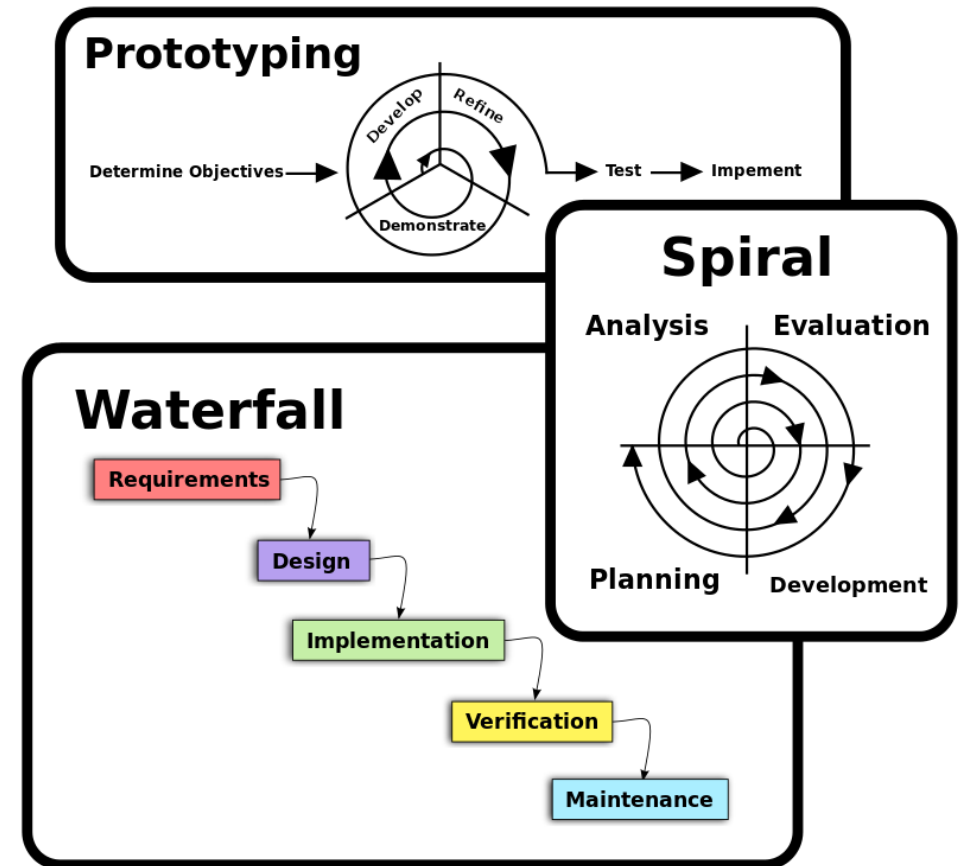 Prototyping
Determine Objectives
Develop
Refine
Demonstrate
Test
Impement
Spiral
Analysis
Evaluation
Planning
Development
Waterfall
Requirements
Design
Implementation
Verification
Maintenance